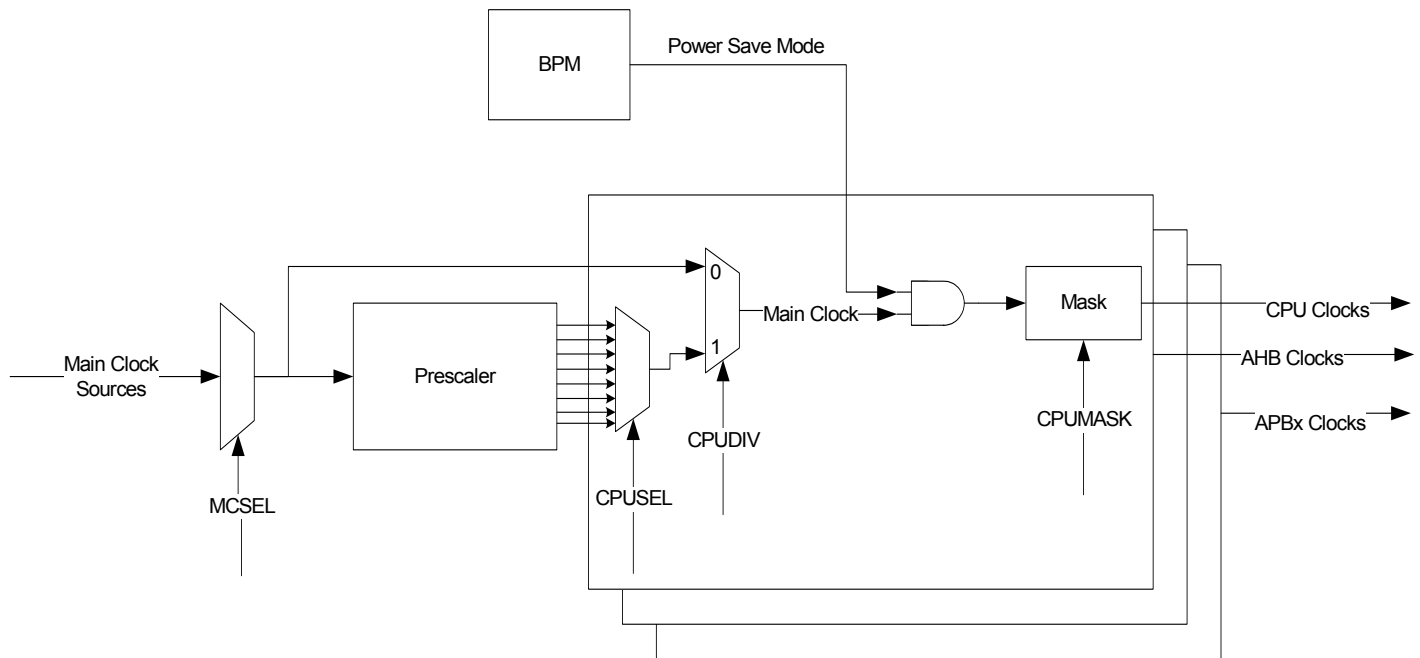 Power Save Mode
BPM
0
Mask
Main Clock
CPU Clocks
1
AHB Clocks
Main Clock
Sources
Prescaler
APBx Clocks
CPUMASK
CPUDIV
CPUSEL
MCSEL